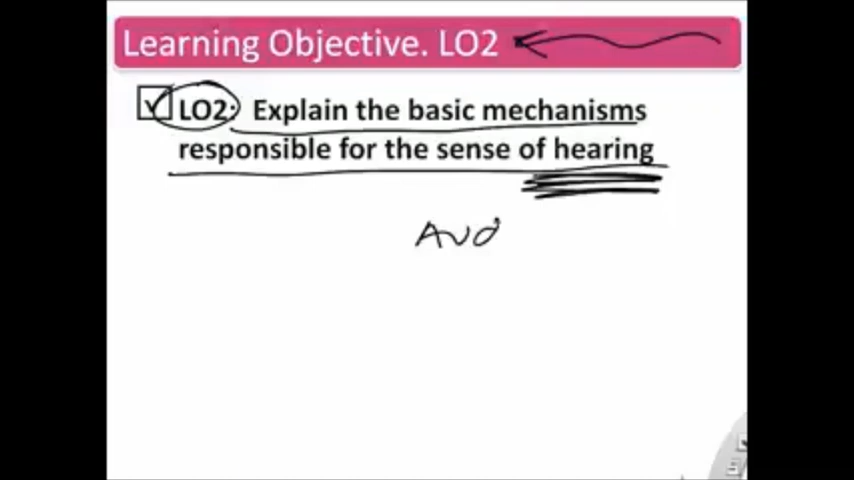 Learning Objective. LO2
LO2: Explain the basic mechanisms
responsible for the sense of hearing
Aud